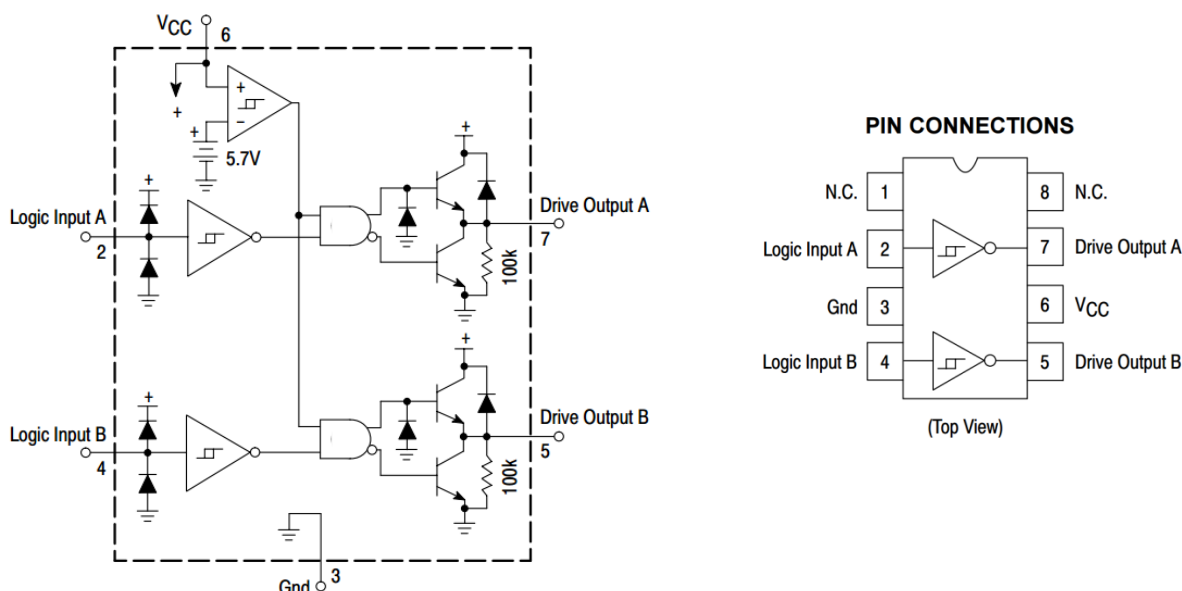 VCC
6
+
+
-
+
5.7V
+
+
Logic Input A
2
Drive Output A
7
100k
+
+
Logic Input B
4
Drive Output B
5
100k
Gnd
3
PIN CONNECTIONS
N.C. 1 8 N.C.
Logic Input A 2 7 Drive Output A
Gnd 3 6 VCC
Logic Input B 4 5 Drive Output B
(Top View)